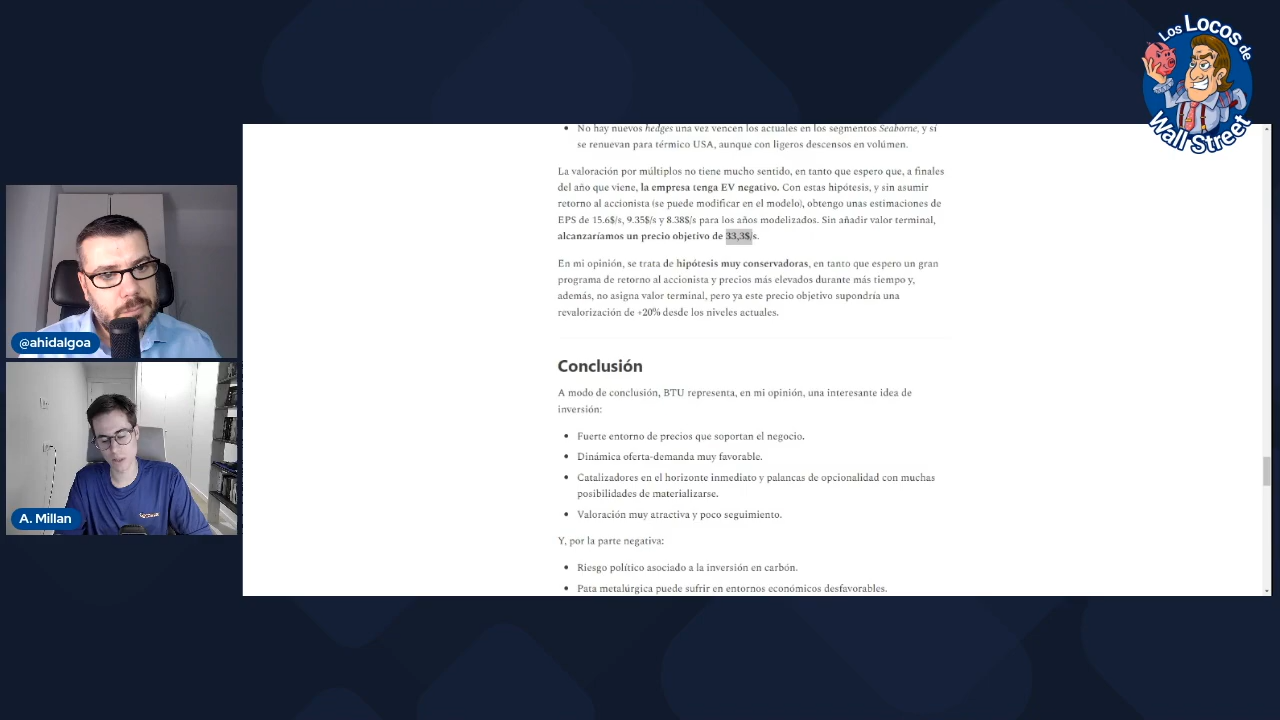 Los Locos de
Wall Street
No hay nuevos hedges una vez vencen los actuales en los segmentos Seaborne, y sí
se renuevan para térmico USA, aunque con ligeros descensos en volúmen.
La valoración por múltiplos no tiene mucho sentido, en tanto que espero que, a finales
del año que viene, la empresa tenga EV negativo. Con estas hipótesis, y sin asumir
retorno al accionista (se puede modificar en el modelo), obtengo unas estimaciones de
EPS de 15.6$/s, 9.35$/s y 8.38$/s para los años modelizados. Sin añadir valor terminal,
alcanzaríamos un precio objetivo de 33,3$/s.
En mi opinión, se trata de hipótesis muy conservadoras, en tanto que espero un gran
programa de retorno al accionista y precios más elevados durante más tiempo y,
además, no asigna valor terminal, pero ya este precio objetivo supondría una
revalorización de +20% desde los niveles actuales.
Conclusión
A modo de conclusión, BTU representa, en mi opinión, una interesante idea de
inversión:
Fuerte entorno de precios que soportan el negocio.
Dinámica oferta-demanda muy favorable.
Catalizadores en el horizonte inmediato y palancas de opcionalidad con muchas
posibilidades de materializarse.
Valoración muy atractiva y poco seguimiento.
Y, por la parte negativa:
Riesgo político asociado a la inversión en carbón.
Pata metalúrgica puede sufrir en entornos económicos desfavorables.
@ahidalgoa
A. Millan